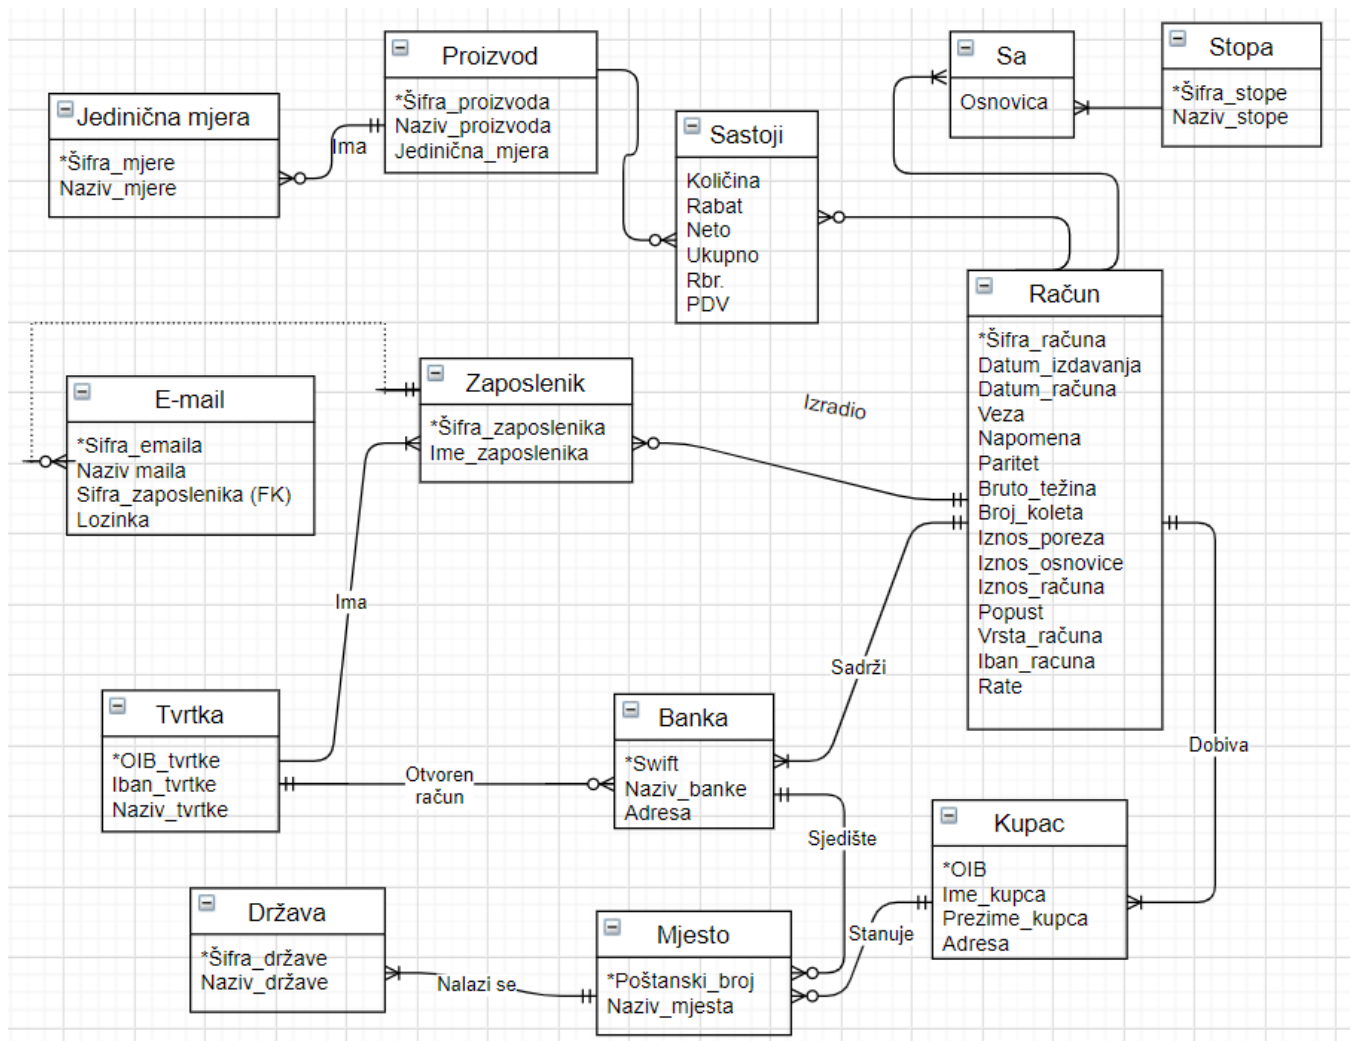 Proizvod
*Šifra_proizvoda
Naziv_proizvoda
Jedinična_mjera
Jedinična mjera
*Šifra_mjere
Naziv_mjere
Ima
Sastoji
Količina
Rabat
Neto
Ukupno
Rbr.
PDV
Sa
Osnovica
Stopa
*Šifra_stope
Naziv_stope
Račun
*Šifra_računa
Datum_izdavanja
Datum_računa
Veza
Napomena
Paritet
Bruto_težina
Broj_koleta
Iznos_poreza
Iznos_osnovice
Iznos_računa
Popust
Vrsta_računa
Iban_racuna
Rate
E-mail
*Sifra_emaila
Naziv maila
Sifra_zaposlenika (FK)
Lozinka
Zaposlenik
*Šifra_zaposlenika
Ime_zaposlenika
Izradio
Ima
Sadrži
Tvrtka
*OIB_tvrtke
Iban_tvrtke
Naziv_tvrtke
Otvoren
račun
Banka
*Swift
Naziv_banke
Adresa
Sjedište
Dobiva
Kupac
*OIB
Ime_kupca
Prezime_kupca
Adresa
Stanuje
Država
*Šifra_države
Naziv_države
Nalazi se
Mjesto
*Poštanski_broj
Naziv_mjesta